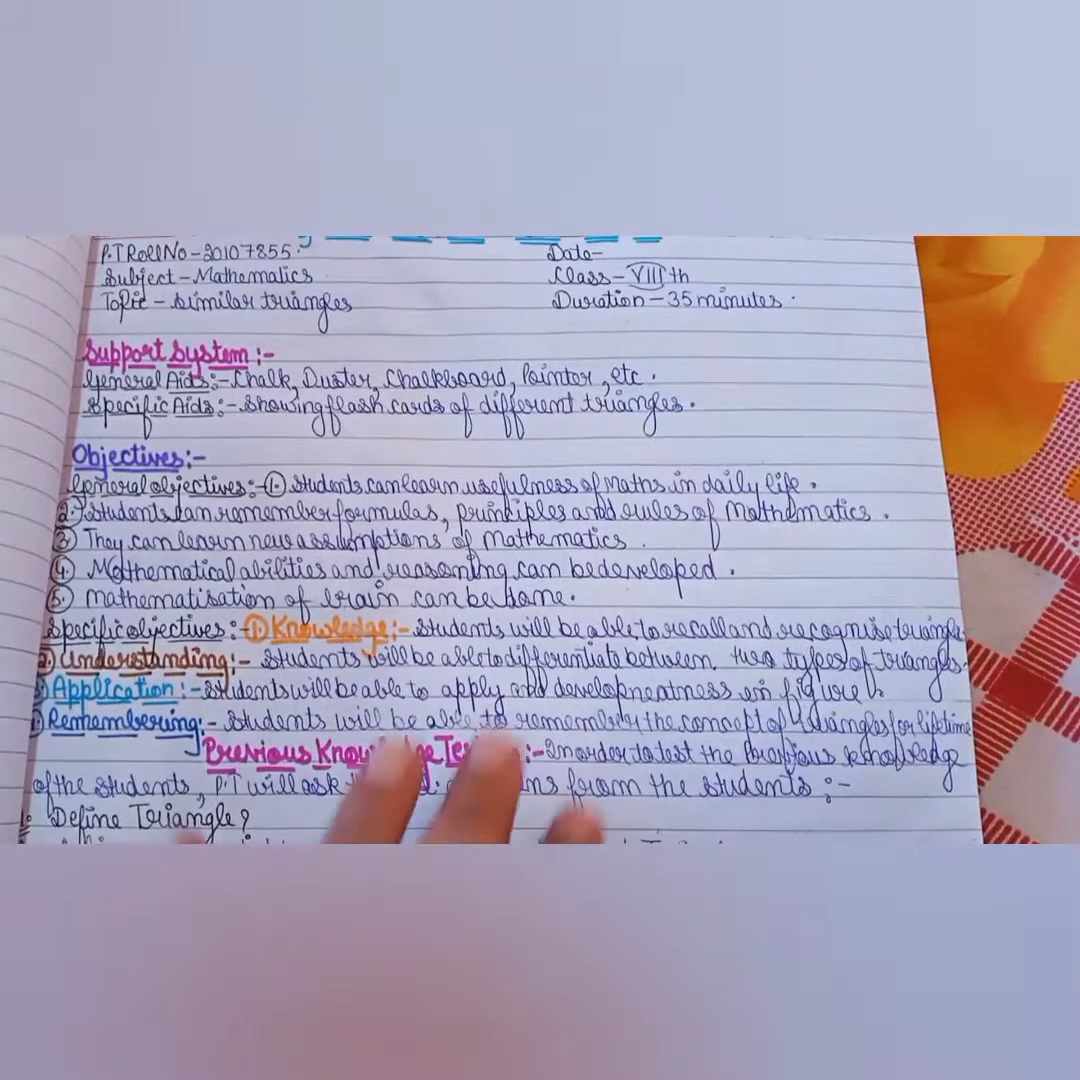 P.T Roll No - 20107855.
Date -
Subject - Mathematics
Class - VIII th
Topic - Similar triangles
Duration - 35 minutes.
Support System :-
General Aids :- Chalk, Duster, Chalkboard, Pointer, etc.
Specific Aids :- Showing flash cards of different triangles.
Objectives :-
General objectives :- 1. Students can learn usefulness of Maths in daily life.
2. Students can remember formulas, principles and rules of Mathematics.
3. They can learn new assumptions of Mathematics.
4. Mathematical abilities and reasoning can be developed.
5. Mathematisation of brain can be done.
Specific objectives :- 1. Knowledge :- Students will be able to recall and recognise triangle
2. Understanding :- Students will be able to differentiate between two types of triangles.
Application :- Students will be able to apply and develop neatness in figure.
Remembering :- Students will be able to remember the concept of triangles for lifetime
Previous Knowledge :- In order to test the previous knowledge
of the students, P.T will ask from the students :-
Define Triangle?